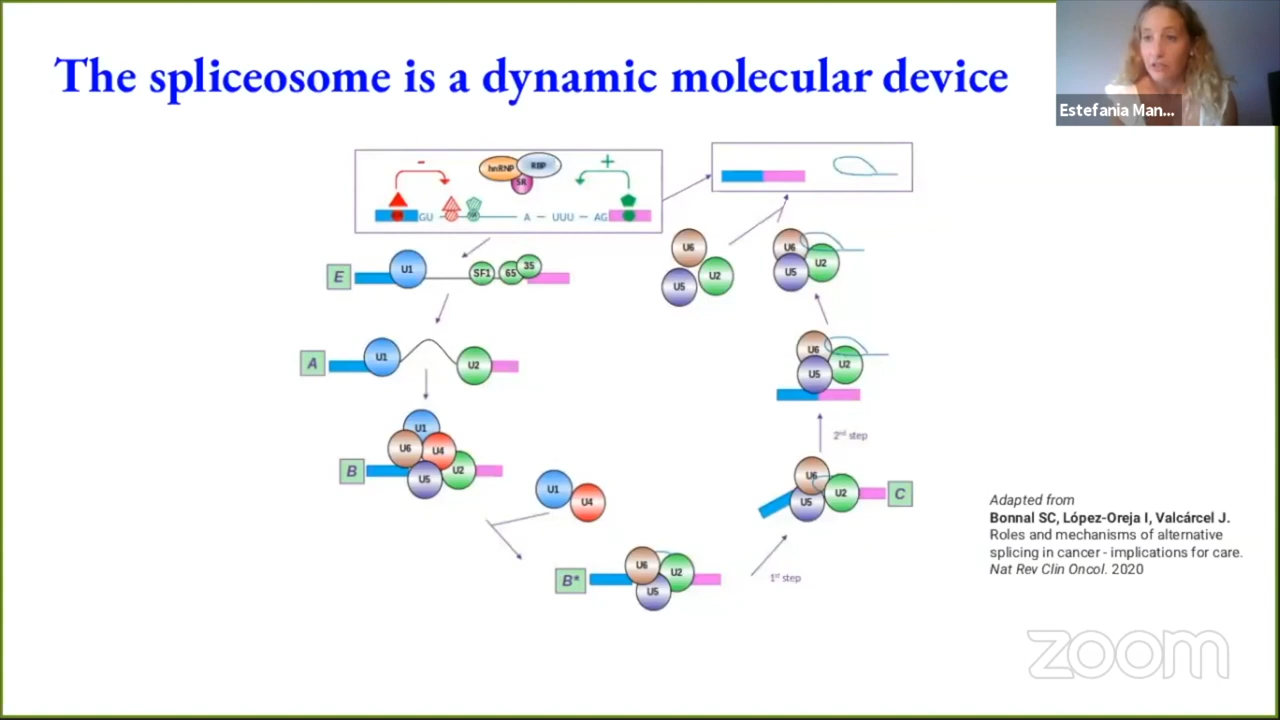 The spliceosome is a dynamic molecular device
Estefania Man...
- hnRNP RBP SR +
GU A – UUU – AG
E U1 SF1 65 35
U6 U5 U2
U6 U5 U2
A U1 U2
U6 U5 U2
B U1 U6 U4 U5 U2
2nd step
U1 U4
U6 U5 U2 C
B* U6 U2 U5
1st step
Adapted from
Bonnal SC, López-Oreja I, Valcárcel J.
Roles and mechanisms of alternative
splicing in cancer - implications for care.
Nat Rev Clin Oncol. 2020
zoom